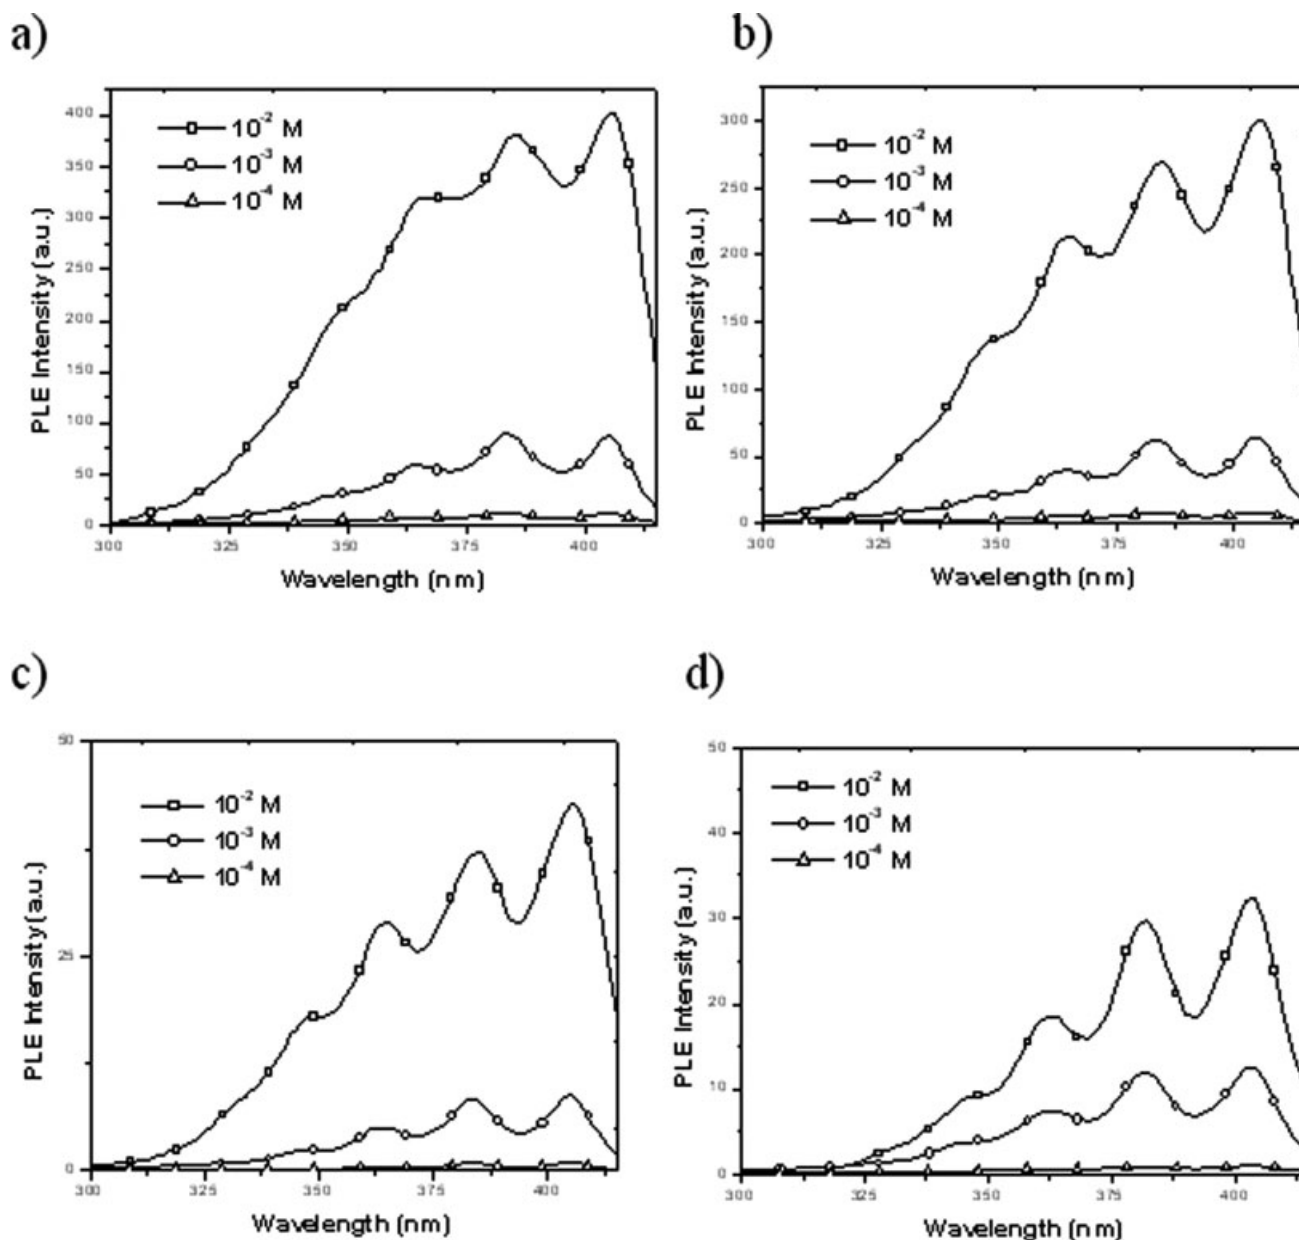 a)
400
350
300
250
200
150
100
50
0
10⁻² M
10⁻³ M
10⁻⁴ M
PLE Intensity (a.u.)
300 325 350 375 400
Wavelength (nm)
b)
300
250
200
150
100
50
0
10⁻² M
10⁻³ M
10⁻⁴ M
PLE Intensity (a.u.)
300 325 350 375 400
Wavelength (nm)
c)
50
25
0
10⁻² M
10⁻³ M
10⁻⁴ M
PLE Intensity (a.u.)
300 325 350 375 400
Wavelength (nm)
d)
50
40
30
20
10
0
10⁻² M
10⁻³ M
10⁻⁴ M
PLE Intensity (a.u.)
300 325 350 375 400
Wavelength (nm)